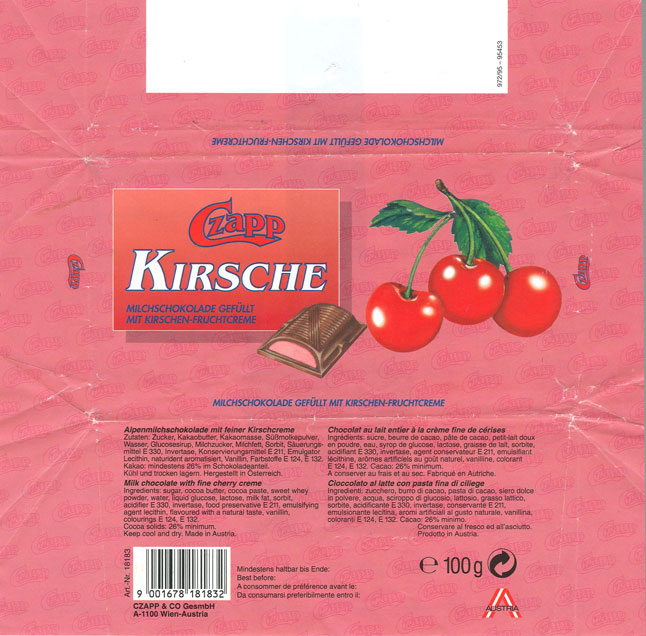 972/95 – 95453
MILCHSCHOKOLADE GEFÜLLT MIT KIRSCHEN-FRUCHTCREME
Czapp
KIRSCHE
MILCHSCHOKOLADE GEFÜLLT
MIT KIRSCHEN-FRUCHTCREME
Czapp
Czapp
MILCHSCHOKOLADE GEFÜLLT MIT KIRSCHEN-FRUCHTCREME
Alpenmilchschokolade mit feiner Kirschcreme
Zutaten: Zucker, Kakaobutter, Kakaomasse, Süßmolkepulver,
Wasser, Glucosesirup, Milchzucker, Milchfett, Sorbit, Säuerungs-
mittel E 330, Invertase, Konservierungsmittel E 211, Emulgator
Lecithin, naturident aromatisiert, Vanillin, Farbstoffe E 124, E 132.
Kakao: mindestens 26% im Schokoladeanteil.
Kühl und trocken lagern. Hergestellt in Österreich.
Milk chocolate with fine cherry creme
Ingredients: sugar, cocoa butter, cocoa paste, sweet whey
powder, water, liquid glucose, lactose, milk fat, sorbit,
acidifier E 330, invertase, food preservative E 211, emulsifying
agent lecithin, flavoured with a natural taste, vanillin,
colourings E 124, E 132.
Cocoa solids: 26% minimum.
Keep cool and dry. Made in Austria.
Chocolat au lait entier à la crème fine de cérises
Ingrédients: sucre, beurre de cacao, pâte de cacao, petit-lait doux
en poudre, eau, syrop de glucose, lactose, graisse de lait, sorbite,
acidifiant E 330, invertase, agent conservateur E 211, emulsifiant
lécithine, arômes artificiels au goût naturel, vanilline, colorant
E 124, E 132. Cacao: 26% minimum.
A conserver au frais et au sec. Fabriqué en Autriche.
Cioccolato al latte con pasta fina di ciliege
Ingredienti: zucchero, burro di cacao, pasta di cacao, siero dolce
in polvere, acqua, sciroppo di glucosio, lattosio, grasso lattico,
sorbite, acidificante E 330, invertase, conservante E 211,
emulsionante lecitina, aromi artificiali al gusto naturale, vanillina,
coloranti E 124, E 132. Cacao: 26% minimo.
Conservare al fresco ed all'asciutto.
Prodotto in Austria.
Art.-Nr. 18183
9 001678 181832
CZAPP & CO GesmbH
A-1100 Wien-Austria
Mindestens haltbar bis Ende:
Best before:
A consommer de préférence avant le:
Da consumarsi preferibilmente entro il:
℮ 100 g
AUSTRIA